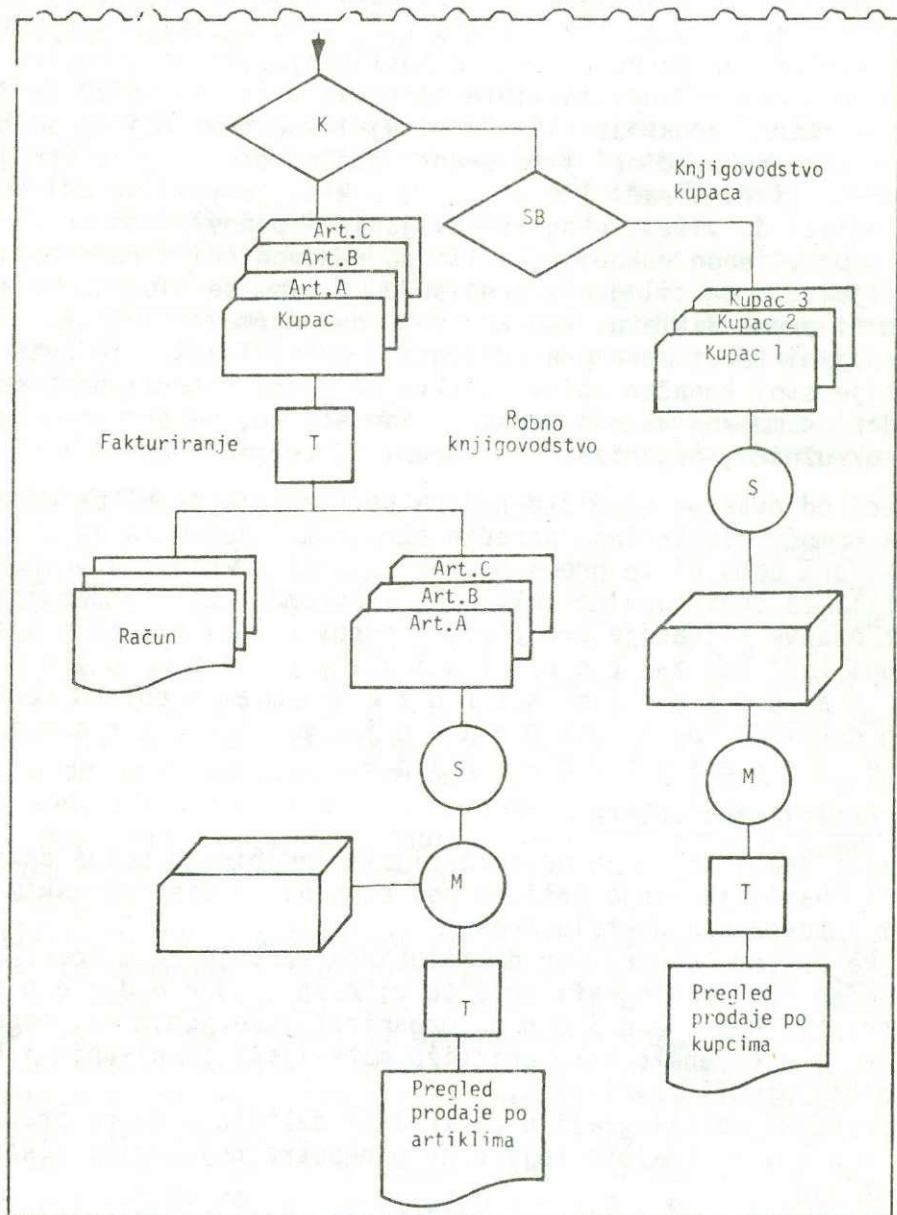 K
Knjigovodstvo
kupaca
SB
Art.C
Art.B
Art.A
Kupac
Kupac 3
Kupac 2
Kupac 1
Fakturiranje
T
Robno
knjigovodstvo
S
Račun
Art.C
Art.B
Art.A
S
M
M
T
T
Pregled
prodaje po
kupcima
Pregled
prodaje po
artiklima